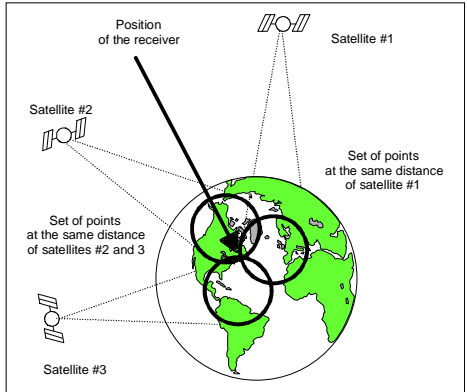 Position
of the receiver
Satellite #1
Satellite #2
Set of points
at the same distance
of satellite #1
Set of points
at the same distance
of satellites #2 and 3
Satellite #3